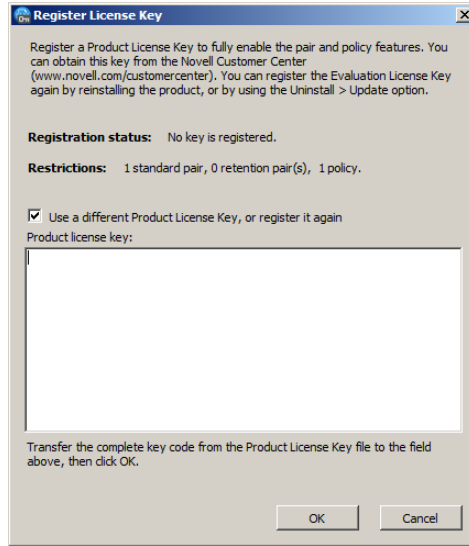 Register License Key
Register a Product License Key to fully enable the pair and policy features. You
can obtain this key from the Novell Customer Center
(www.novell.com/customercenter). You can register the Evaluation License Key
again by reinstalling the product, or by using the Uninstall > Update option.
Registration status: No key is registered.
Restrictions: 1 standard pair, 0 retention pair(s), 1 policy.
Use a different Product License Key, or register it again
Product license key:
Transfer the complete key code from the Product License Key file to the field
above, then click OK.
OK Cancel